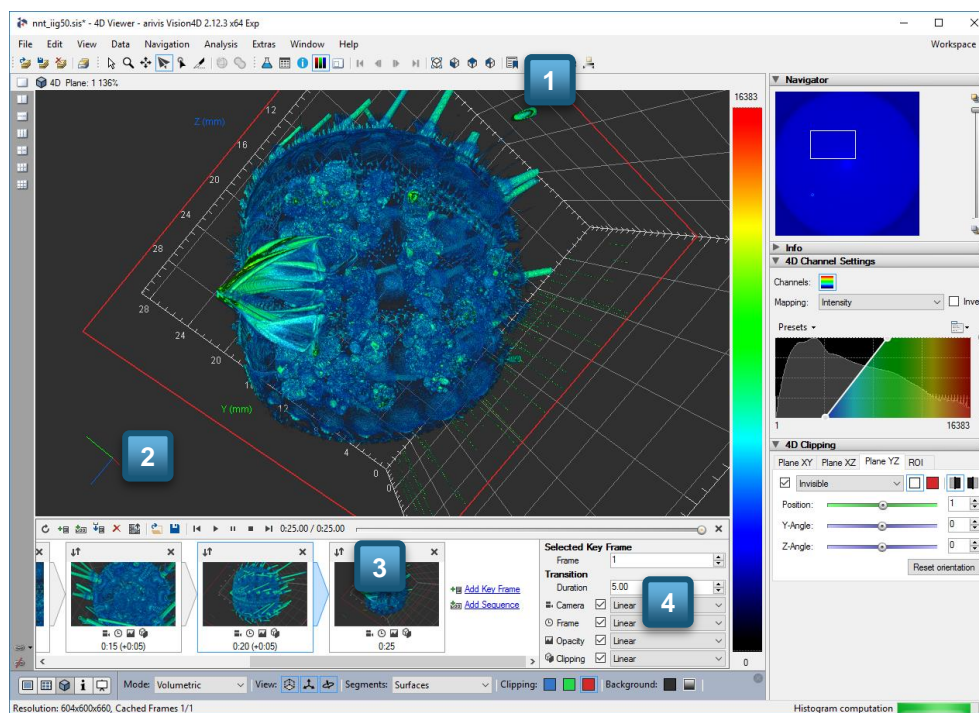 nnt_iig50.sis* - 4D Viewer - arivis Vision4D 2.12.3 x64 Exp
File Edit View Data Navigation Analysis Extras Window Help
Workspace
4D Plane: 1 136%
1
16383
Navigator
Z (mm)
12
16
20
24
28
28
24
20
Y (mm)
12
4
0
0
2
Info
4D Channel Settings
Channels:
Mapping: Intensity Inve
Presets
1 16383
4D Clipping
Plane XY Plane XZ Plane YZ ROI
Invisible
Position: 1
Y-Angle: 0
Z-Angle: 0
Reset orientation
0:25.00 / 0:25.00
3
0:15 (+0:05)
0:20 (+0:05)
0:25
Add Key Frame
Add Sequence
Selected Key Frame
Frame 1
Transition
Duration 5.00
4
Camera Linear
Frame Linear
Opacity Linear
Clipping Linear
0
Mode: Volumetric View: Segments: Surfaces Clipping: Background:
Resolution: 604x600x660, Cached Frames 1/1
Histogram computation